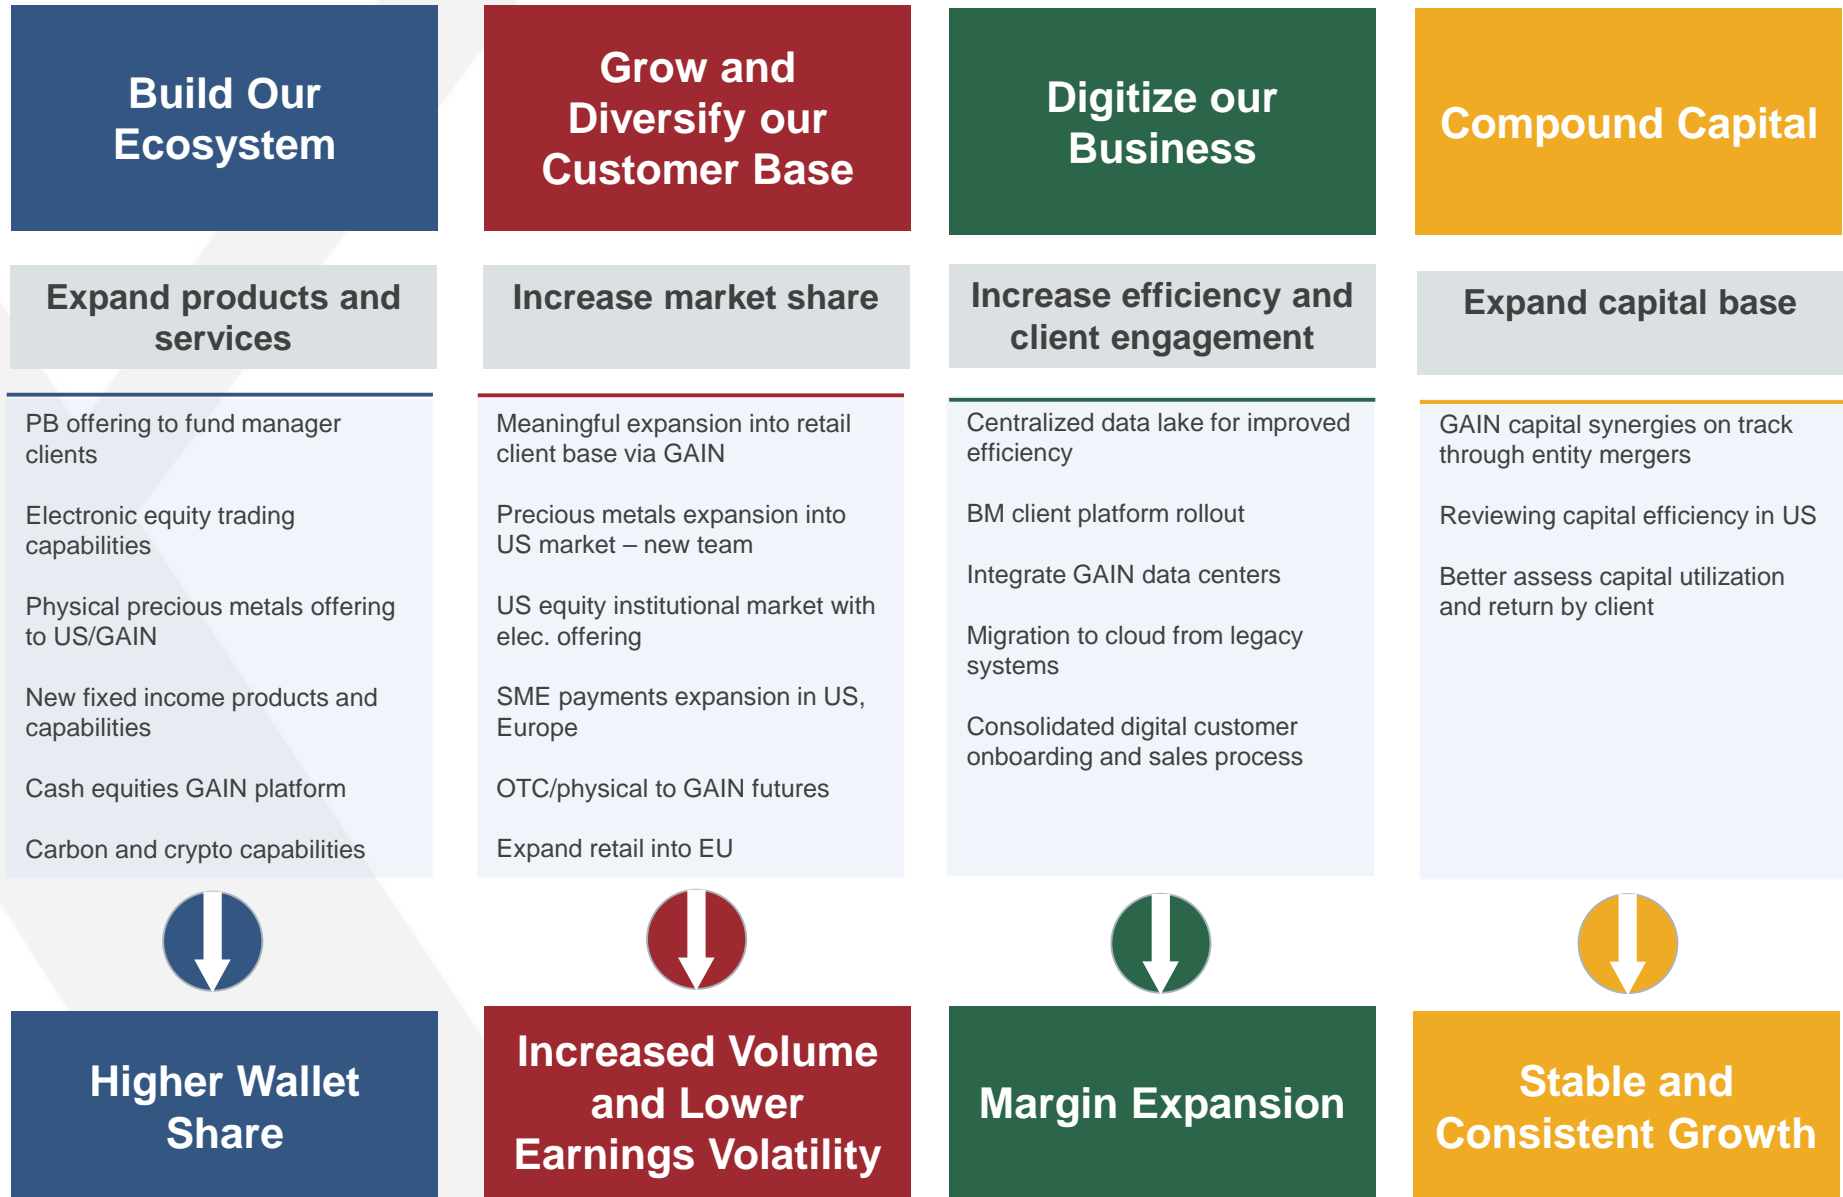 Build Our
Ecosystem
Expand products and
services
PB offering to fund manager
clients
Electronic equity trading
capabilities
Physical precious metals offering
to US/GAIN
New fixed income products and
capabilities
Cash equities GAIN platform
Carbon and crypto capabilities
Higher Wallet
Share
Grow and
Diversify our
Customer Base
Increase market share
Meaningful expansion into retail
client base via GAIN
Precious metals expansion into
US market – new team
US equity institutional market with
elec. offering
SME payments expansion in US,
Europe
OTC/physical to GAIN futures
Expand retail into EU
Increased Volume
and Lower
Earnings Volatility
Digitize our
Business
Increase efficiency and
client engagement
Centralized data lake for improved
efficiency
BM client platform rollout
Integrate GAIN data centers
Migration to cloud from legacy
systems
Consolidated digital customer
onboarding and sales process
Margin Expansion
Compound Capital
Expand capital base
GAIN capital synergies on track
through entity mergers
Reviewing capital efficiency in US
Better assess capital utilization
and return by client
Stable and
Consistent Growth